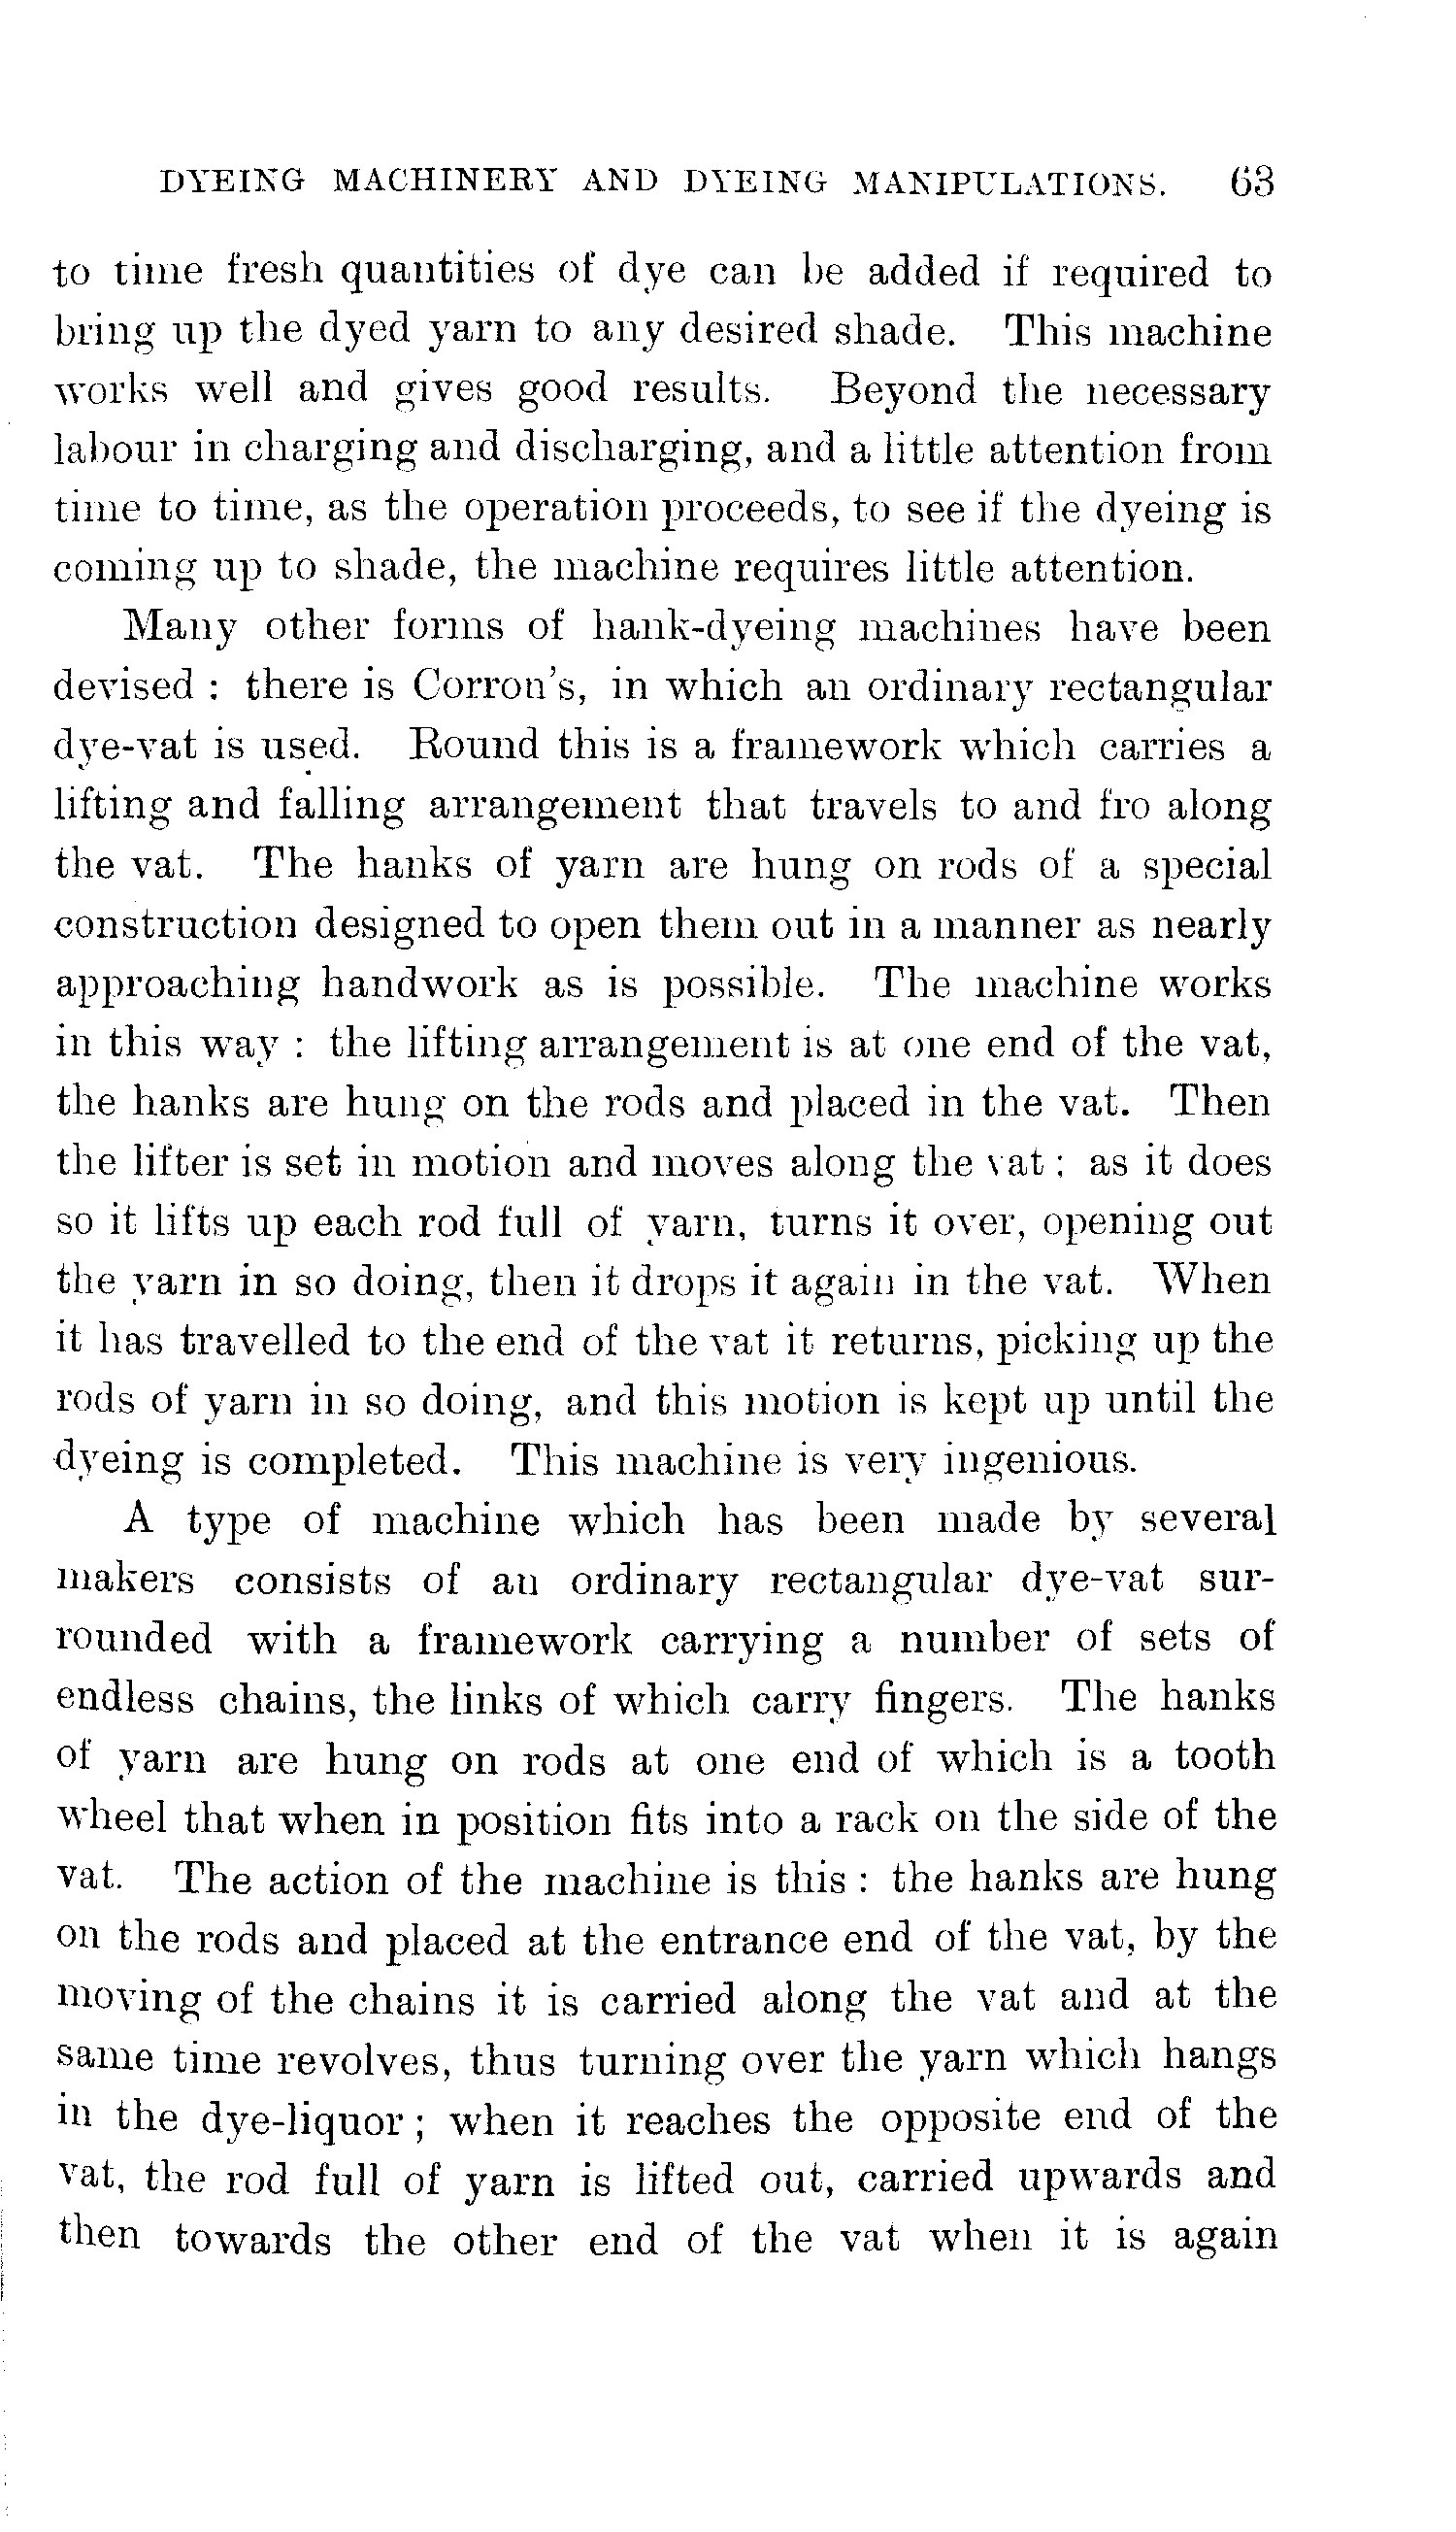 DYEING MACHINERY AND DYEING MANIPULATIONS. 63
to time fresh quantities of dye can be added if required to
bring up the dyed yarn to any desired shade. This machine
works well and gives good results. Beyond the necessary
labour in charging and discharging, and a little attention from
time to time, as the operation proceeds, to see if the dyeing is
coming up to shade, the machine requires little attention.
Many other forms of hank-dyeing machines have been
devised : there is Corron's, in which an ordinary rectangular
dye-vat is used. Round this is a framework which carries a
lifting and falling arrangement that travels to and fro along
the vat. The hanks of yarn are hung on rods of a special
construction designed to open them out in a manner as nearly
approaching handwork as is possible. The machine works
in this way : the lifting arrangement is at one end of the vat,
the hanks are hung on the rods and placed in the vat. Then
the lifter is set in motion and moves along the vat ; as it does
so it lifts up each rod full of yarn, turns it over, opening out
the yarn in so doing, then it drops it again in the vat. When
it has travelled to the end of the vat it returns, picking up the
rods of yarn in so doing, and this motion is kept up until the
dyeing is completed. This machine is very ingenious.
A type of machine which has been made by several
makers consists of an ordinary rectangular dye-vat sur-
rounded with a framework carrying a number of sets of
endless chains, the links of which carry fingers. The hanks
of yarn are hung on rods at one end of which is a tooth
wheel that when in position fits into a rack on the side of the
vat. The action of the machine is this : the hanks are hung
on the rods and placed at the entrance end of the vat, by the
moving of the chains it is carried along the vat and at the
same time revolves, thus turning over the yarn which hangs
in the dye-liquor ; when it reaches the opposite end of the
vat, the rod full of yarn is lifted out, carried upwards and
then towards the other end of the vat when it is again